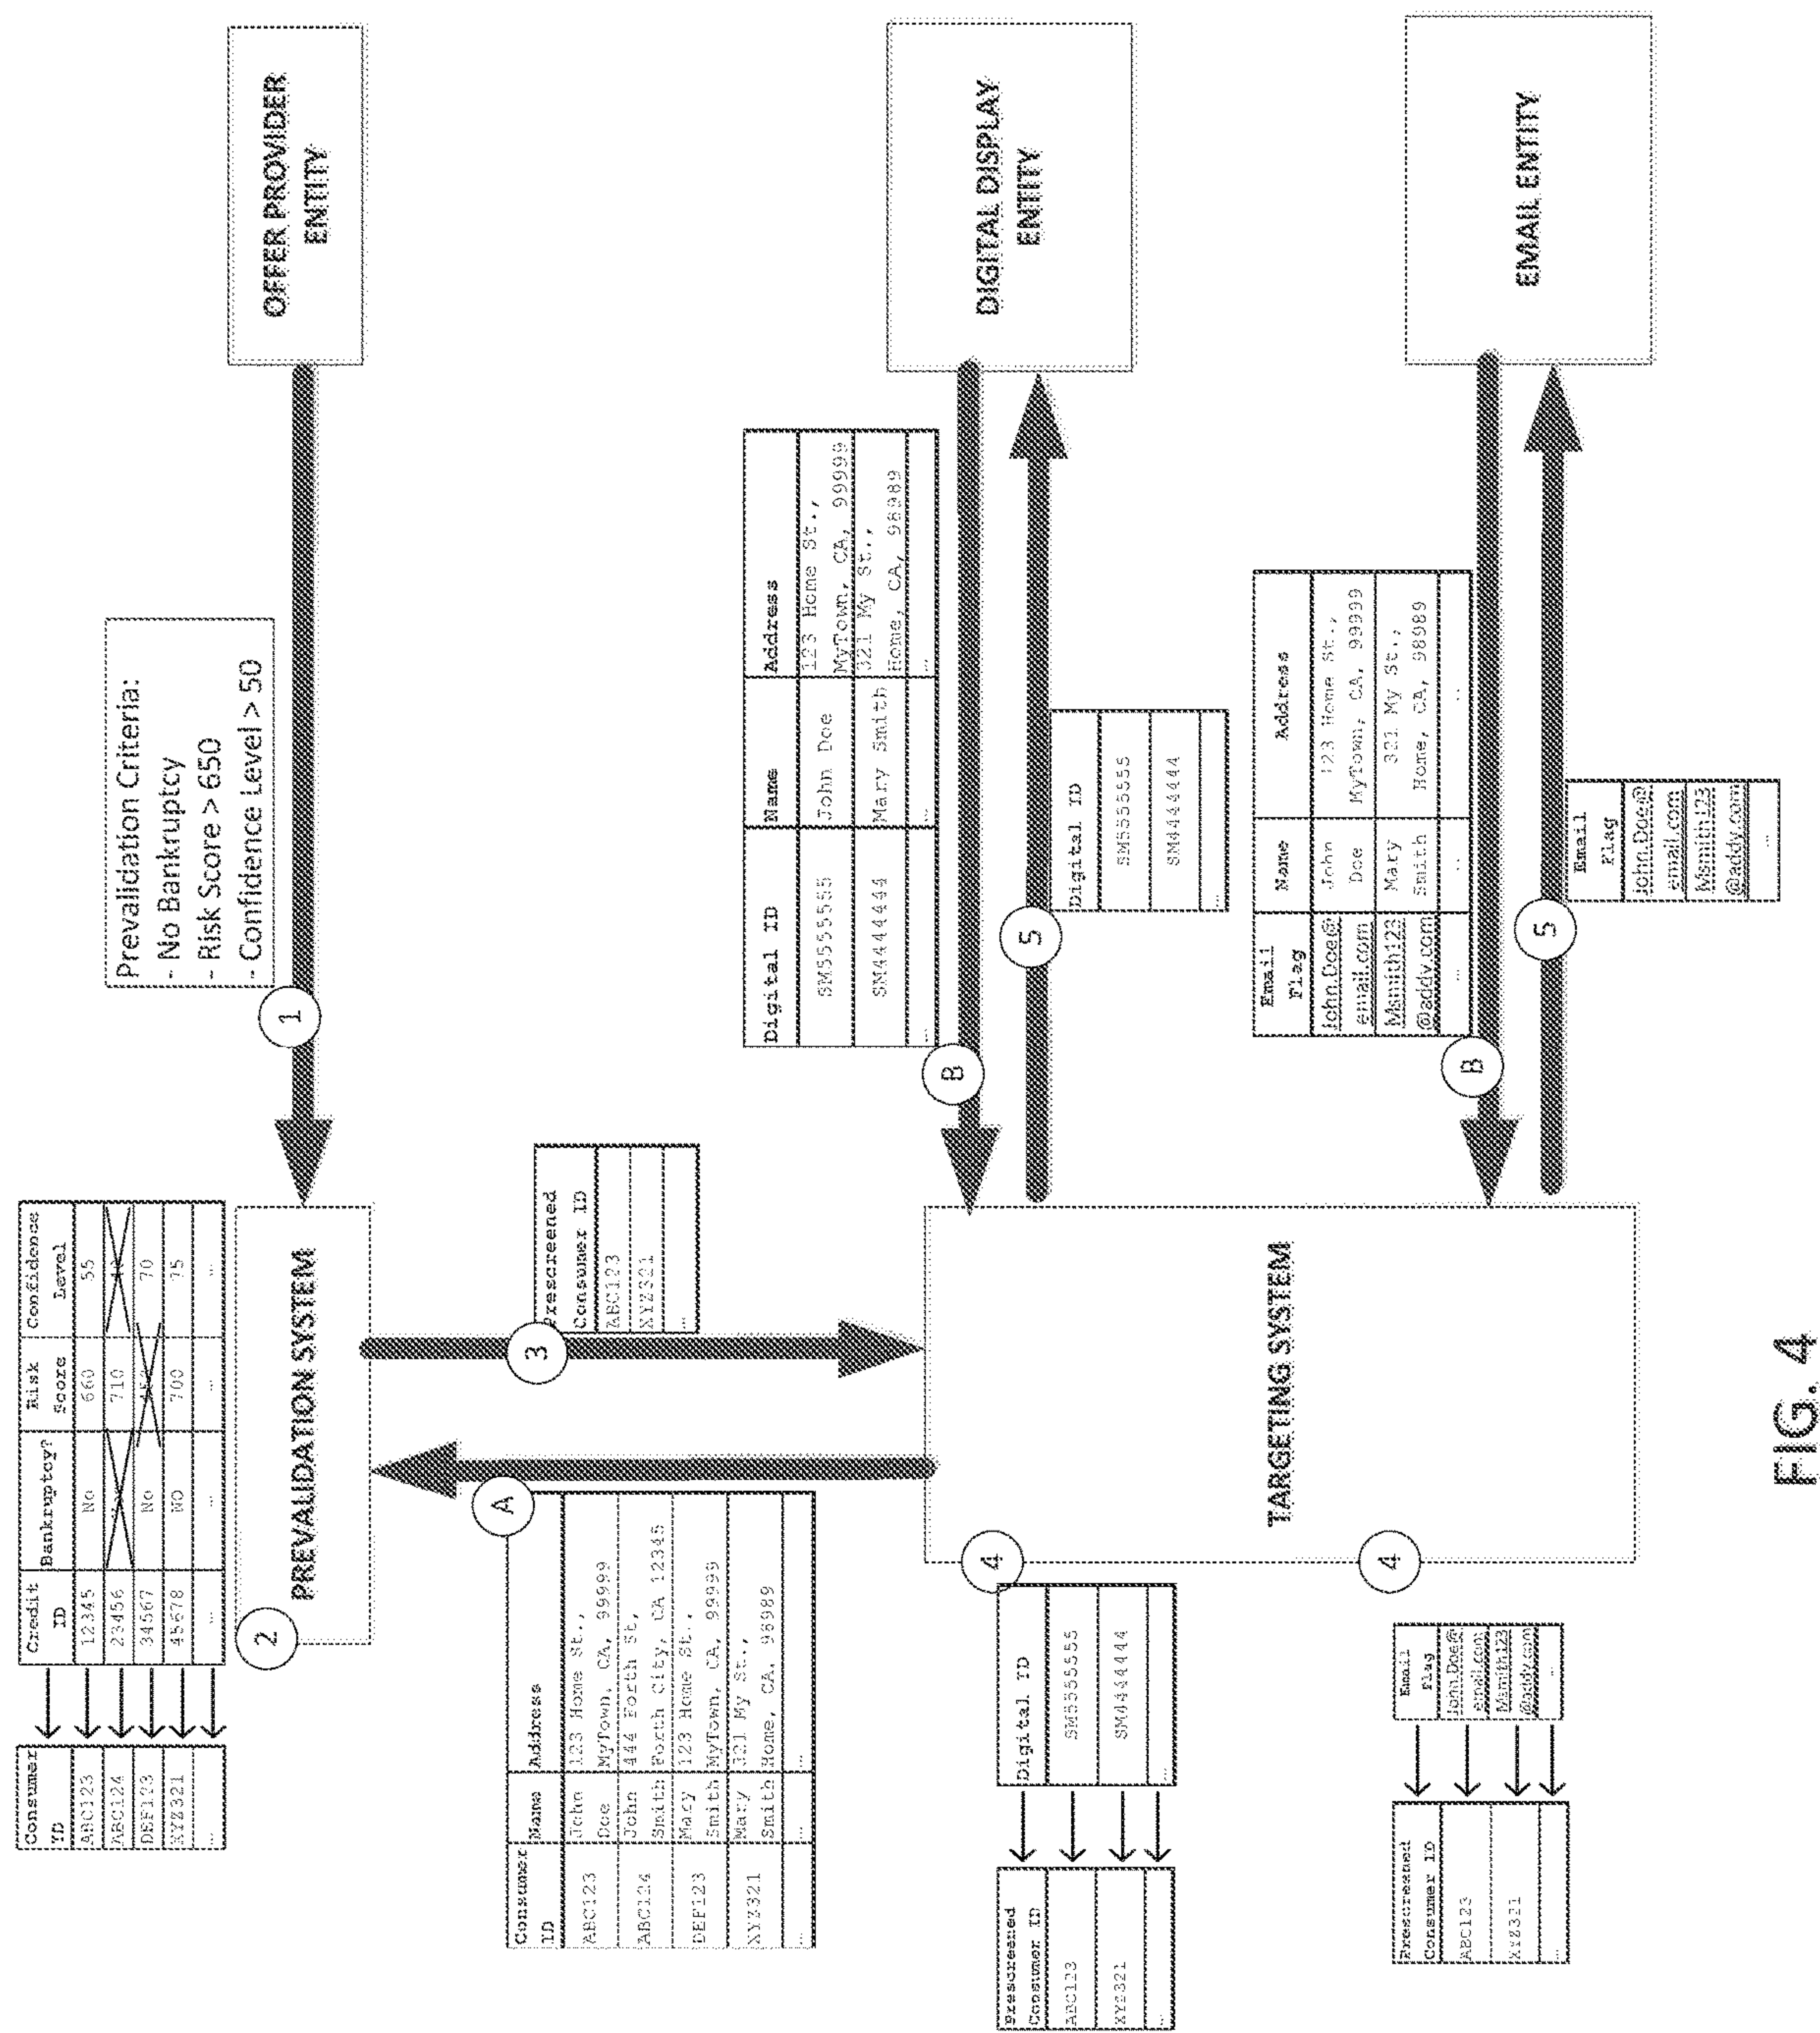 Consumer
ID
ABC123
ABC124
DEF123
XYZ321
...
Credit
ID
Bankruptcy?
Risk
Score
Confidence
Level
12345 No 660 55
23456 710
34567 No 70
45678 NO 700 75
... ... ... ...
2
PREVALIDATION SYSTEM
Prevalidation Criteria:
- No Bankruptcy
- Risk Score > 650
- Confidence Level > 50
1
OFFER PROVIDER
ENTITY
A
Consumer
ID
Name
Address
ABC123
John
Doe
123 Home St.,
MyTown, CA, 99999
ABC124
John
Smith
444 Forth St,
Forth City, CA 12345
DEF123
Mary
Smith
123 Home St.,
MyTown, CA, 99999
XYZ321
Mary
Smith
321 My St.,
Home, CA, 98989
...
3
Prescreened
Consumer ID
ABC123
XYZ321
...
Prescreened
Consumer ID
ABC123
XYZ321
...
Digital ID
SM5555555
SM4444444
...
4
TARGETING SYSTEM
4
Prescreened
Consumer ID
ABC123
XYZ321
...
Email
Flag
John.Doe@
email.com
Msmith123
@addy.com
...
Digital ID Name Address
SM5555555
John Doe
123 Home St.,
MyTown, CA, 99999
SM4444444
Mary Smith
321 My St.,
Home, CA, 98989
...
B
DIGITAL DISPLAY
ENTITY
5
Digital ID
SM5555555
SM4444444
...
Email
Flag
Name
Address
John.Doe@
email.com
John
Doe
123 Home St.,
MyTown, CA, 99999
Msmith123
@addy.com
Mary
Smith
321 My St.,
Home, CA, 98989
... ... ...
B
EMAIL ENTITY
5
Email
Flag
John.Doe@
email.com
Msmith123
@addy.com
...
FIG. 4